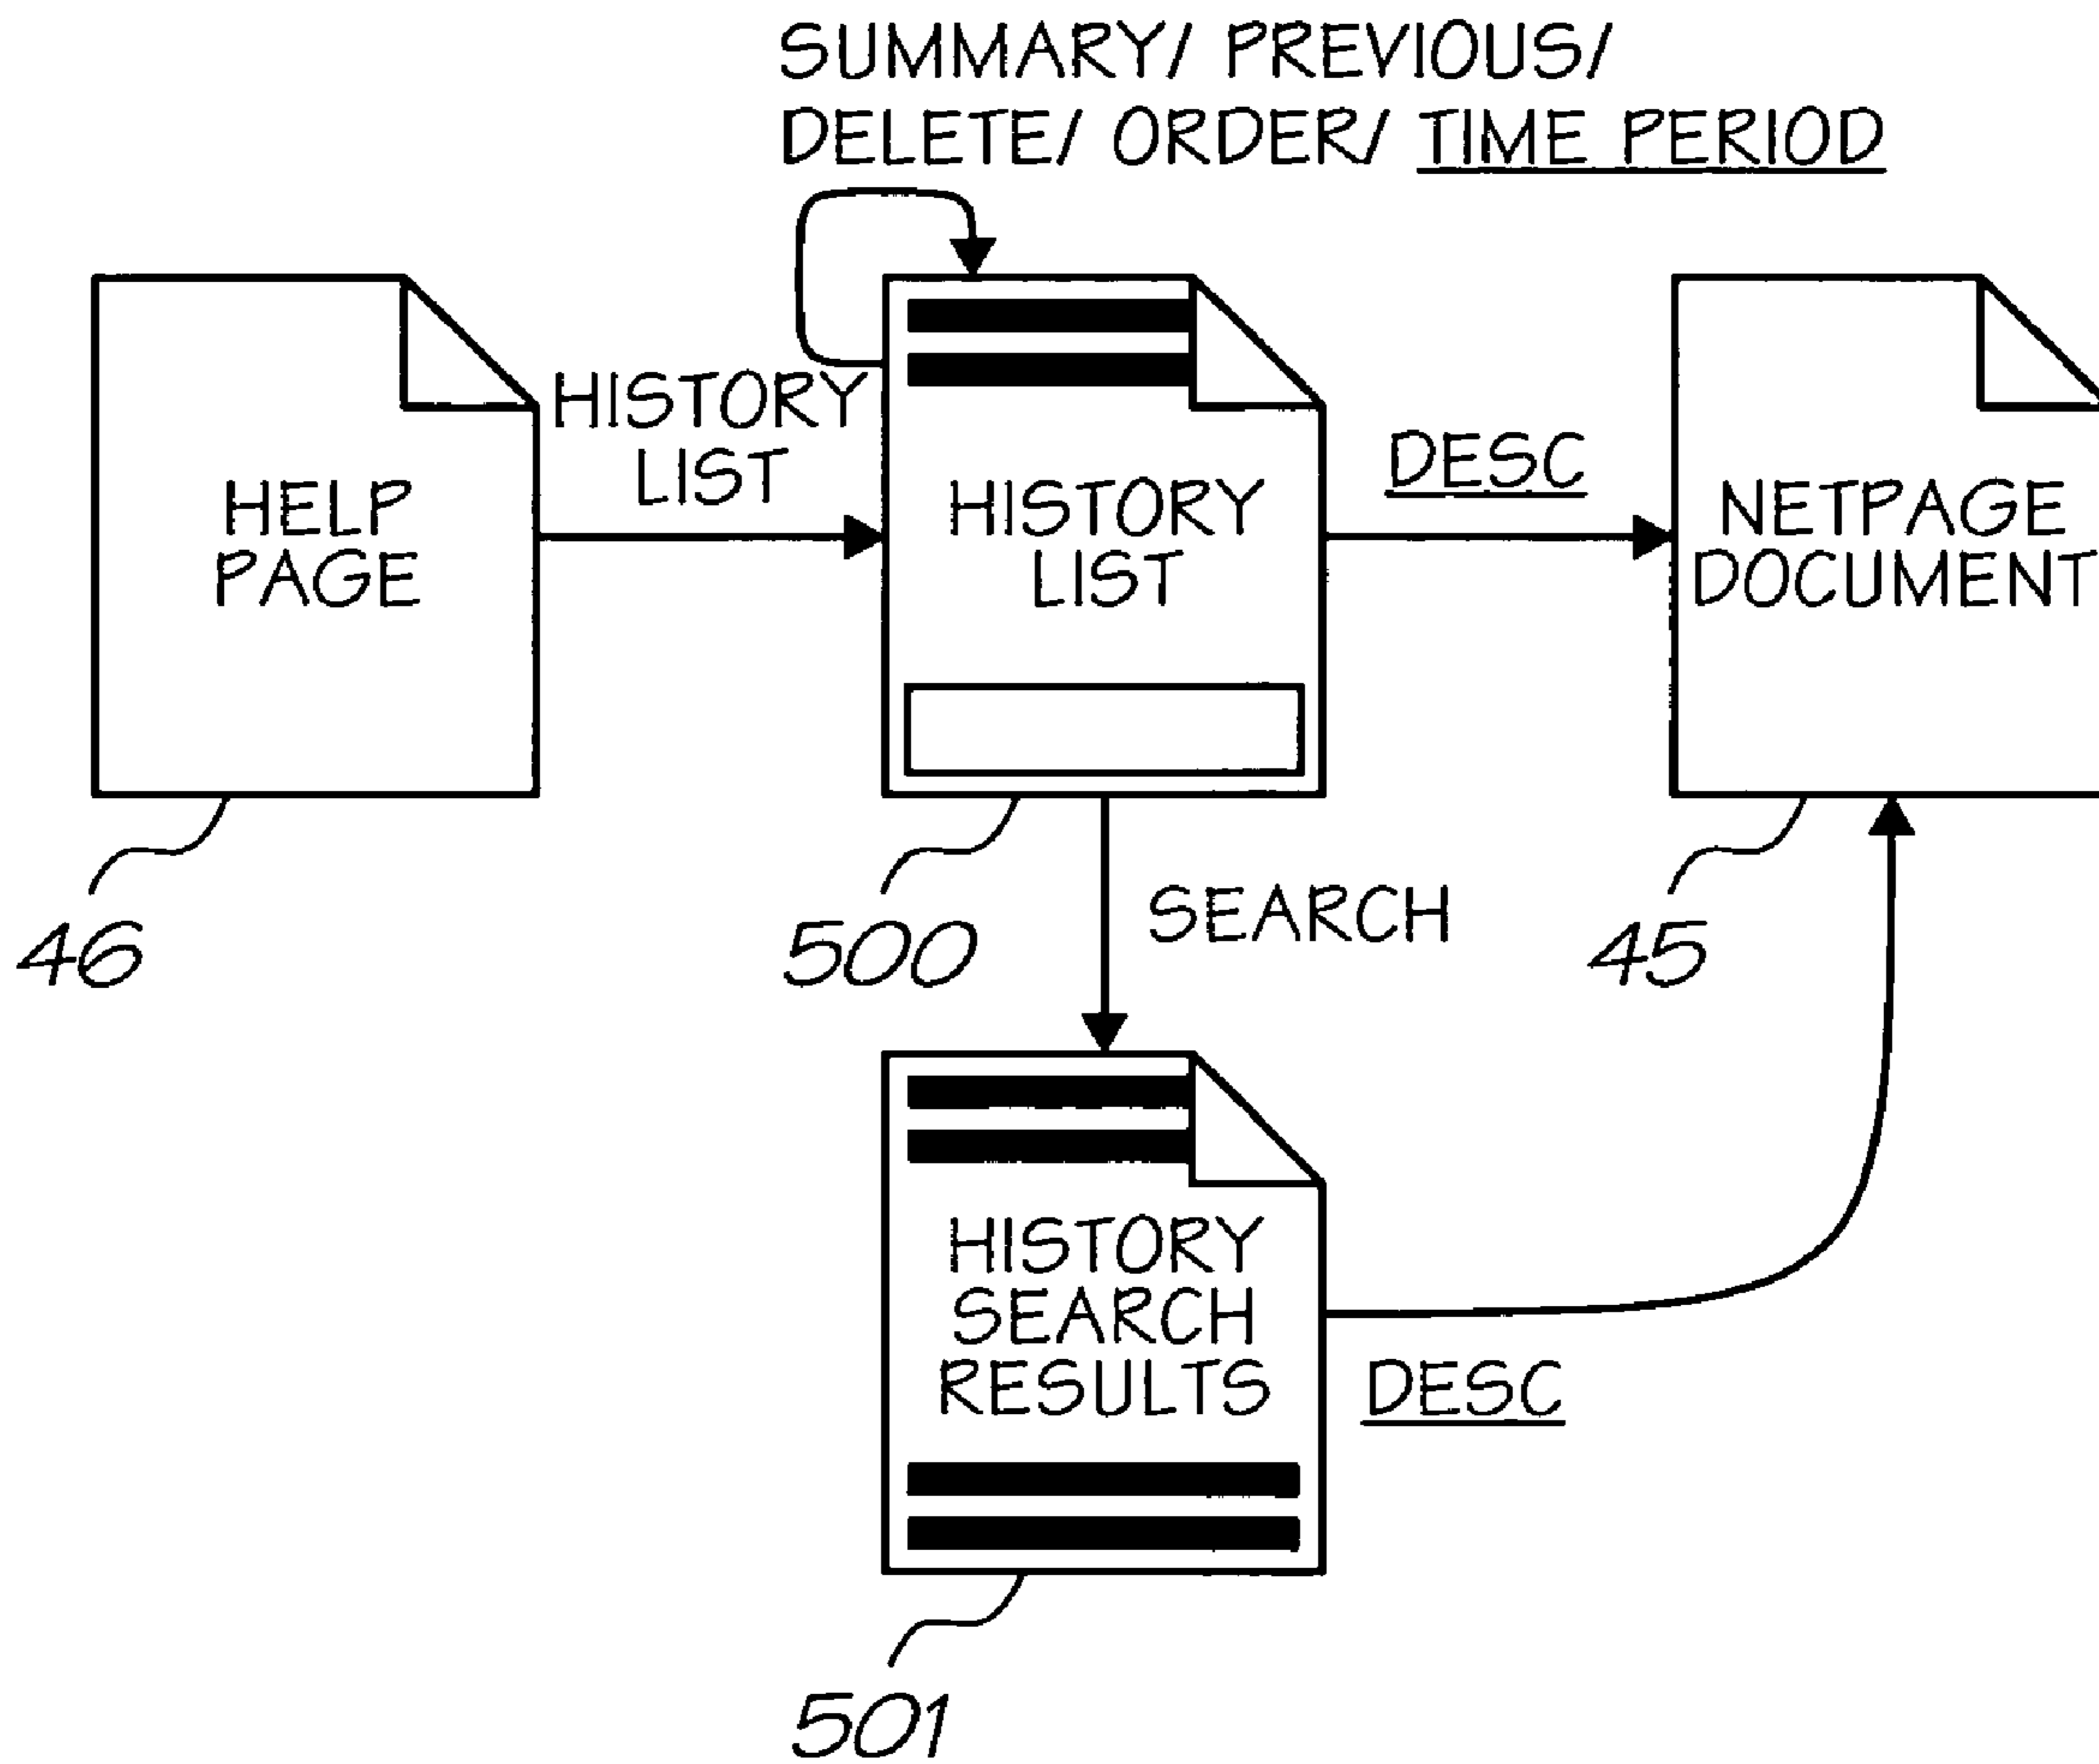 SUMMARY/ PREVIOUS/
DELETE/ ORDER/ TIME PERIOD
HELP
PAGE
HISTORY
LIST
HISTORY
LIST
DESC
NETPAGE
DOCUMENT
46
500
SEARCH
45
HISTORY
SEARCH
RESULTS
DESC
501